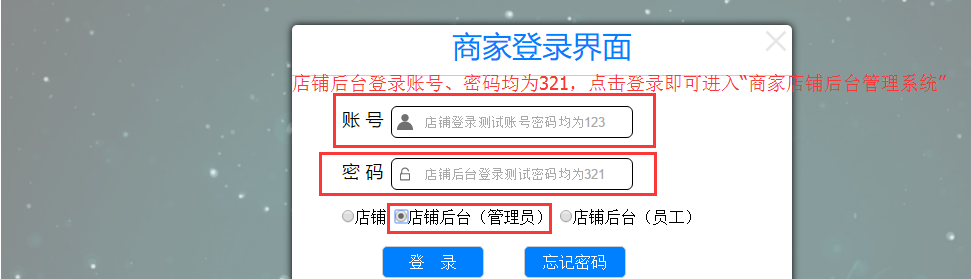 商家登录界面
店铺后台登录账号、密码均为321，点击登录即可进入“商家店铺后台管理系统”
账 号 店铺登录测试账号密码均为123
密 码 店铺后台登录测试密码均为321
店铺 店铺后台（管理员） 店铺后台（员工）
登 录 忘记密码